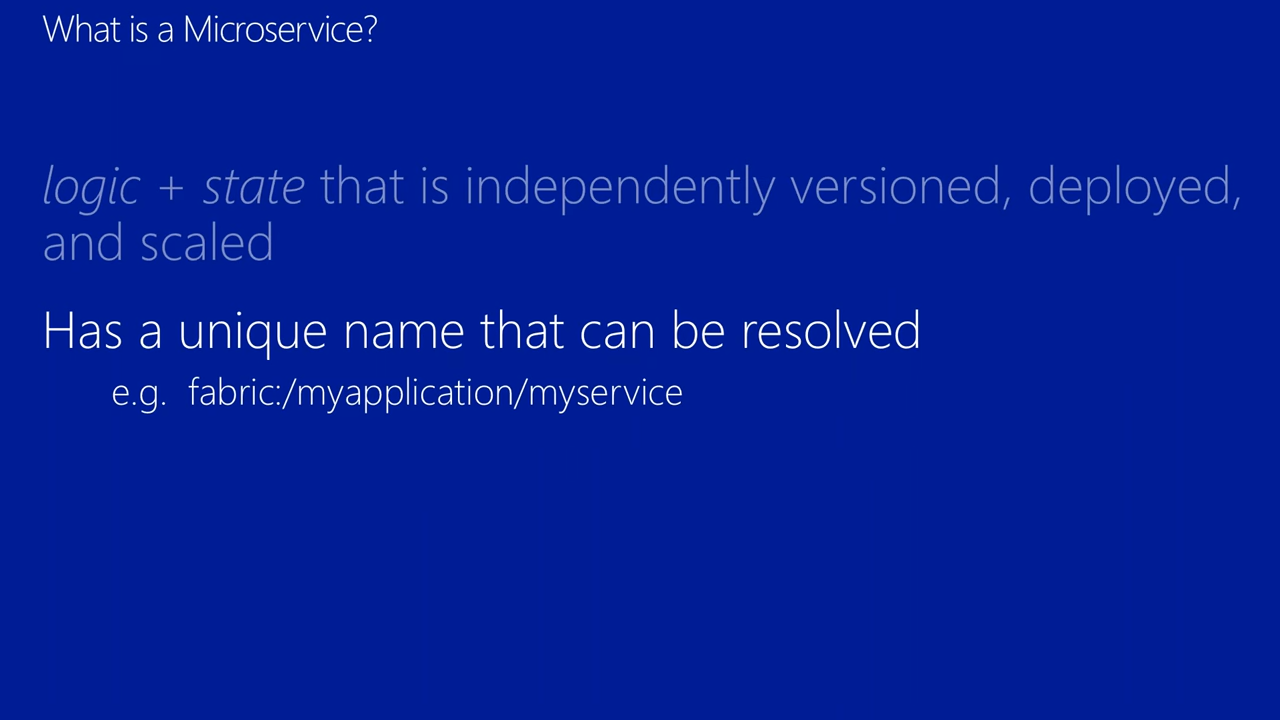 What is a Microservice?
logic + state that is independently versioned, deployed,
and scaled
Has a unique name that can be resolved
e.g. fabric:/myapplication/myservice